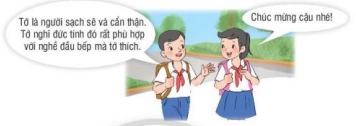 Tớ là người sạch sẽ và cẩn thận.
Tớ nghĩ đức tính đó rất phù hợp
với nghề đầu bếp mà tớ thích.
Chúc mừng cậu nhé!